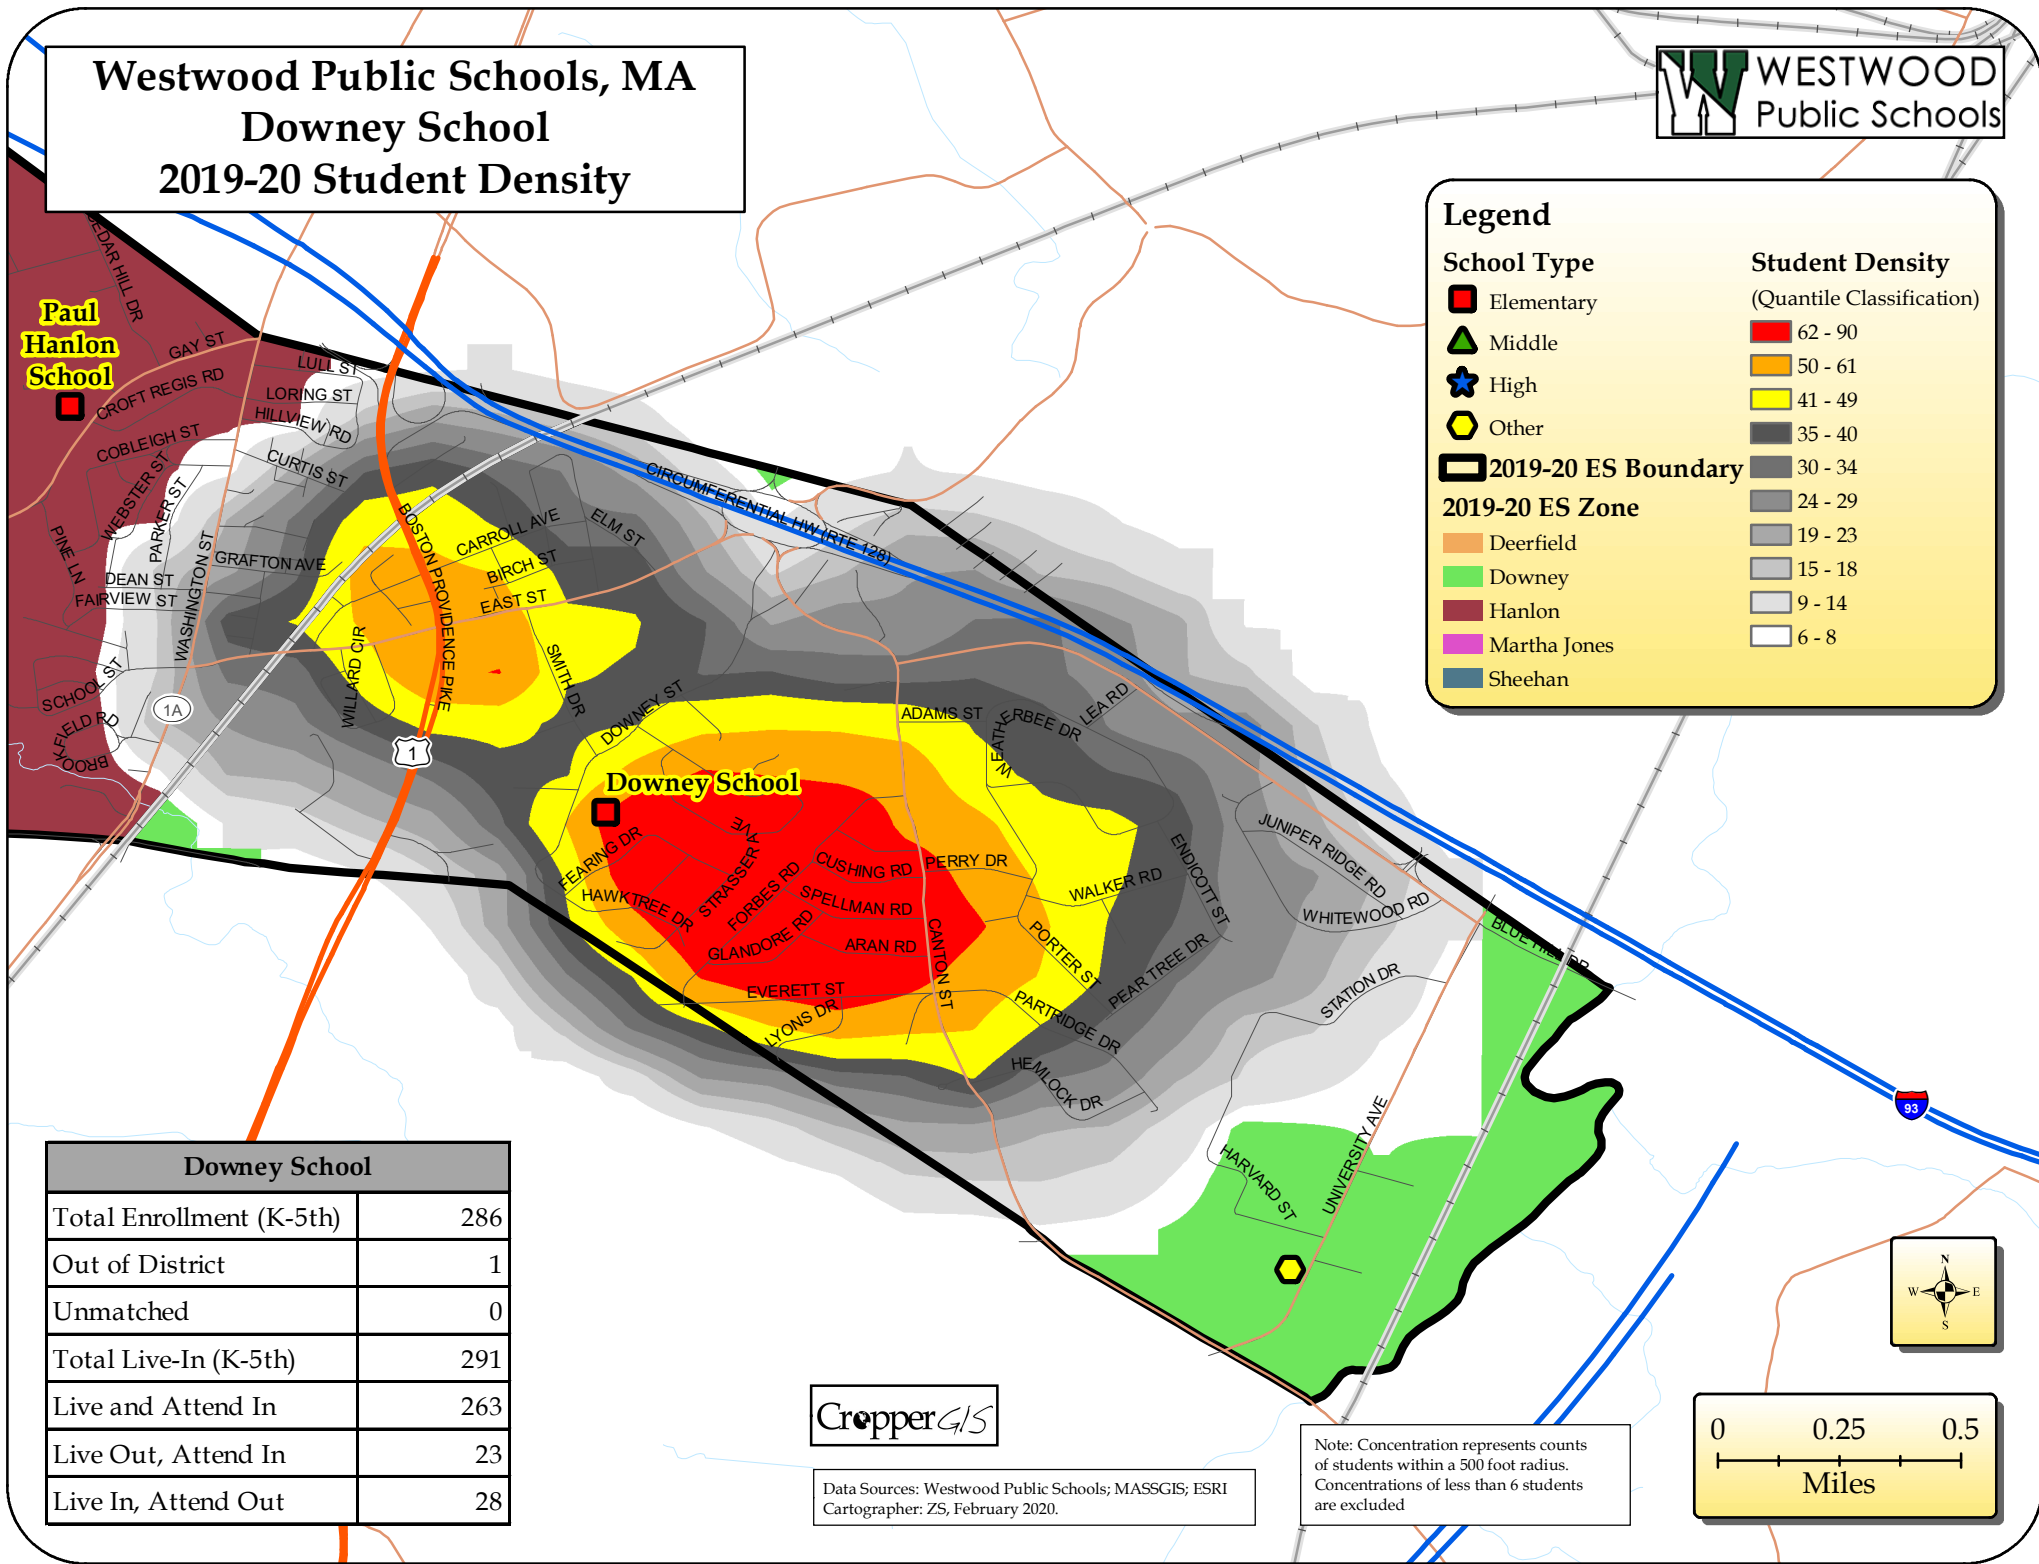 Westwood Public Schools, MA
Downey School
2019-20 Student Density
WESTWOOD
Public Schools
Legend
School Type
Elementary
Middle
High
Other
2019-20 ES Boundary
2019-20 ES Zone
Deerfield
Downey
Hanlon
Martha Jones
Sheehan
Student Density
(Quantile Classification)
62 - 90
50 - 61
41 - 49
35 - 40
30 - 34
24 - 29
19 - 23
15 - 18
9 - 14
6 - 8
Paul
Hanlon
School
CEDAR HILL DR
GAY ST
CROFT REGIS RD
LULL ST
LORING ST
HILLVIEW RD
COBLEIGH ST
CURTIS ST
WEBSTER ST
PARKER ST
PINE LN
WASHINGTON ST
GRAFTON AVE
DEAN ST
FAIRVIEW ST
SCHOOL ST
BROOKFIELD RD
1A
1
BOSTON PROVIDENCE PIKE
CARROLL AVE
BIRCH ST
EAST ST
ELM ST
WILLARD CIR
SMITH DR
CIRCUMFERENTIAL HW (RTE 128)
DOWNEY ST
ADAMS ST
WEATHERBEE DR
LEA RD
Downey School
FEARING DR
HAWKTREE DR
STRASSER AVE
FORBES RD
CUSHING RD
PERRY DR
SPELLMAN RD
GLANDORE RD
ARAN RD
CANTON ST
WALKER RD
ENDICOTT ST
JUNIPER RIDGE RD
WHITEWOOD RD
PORTER ST
PEAR TREE DR
EVERETT ST
LYONS DR
PARTRIDGE DR
HEMLOCK DR
STATION DR
BLUE HILL DR
UNIVERSITY AVE
HARVARD ST
93
Downey School
Total Enrollment (K-5th) 286
Out of District 1
Unmatched 0
Total Live-In (K-5th) 291
Live and Attend In 263
Live Out, Attend In 23
Live In, Attend Out 28
CropperGIS
Data Sources: Westwood Public Schools; MASSGIS; ESRI
Cartographer: ZS, February 2020.
Note: Concentration represents counts
of students within a 500 foot radius.
Concentrations of less than 6 students
are excluded
N
W E
S
0 0.25 0.5
Miles